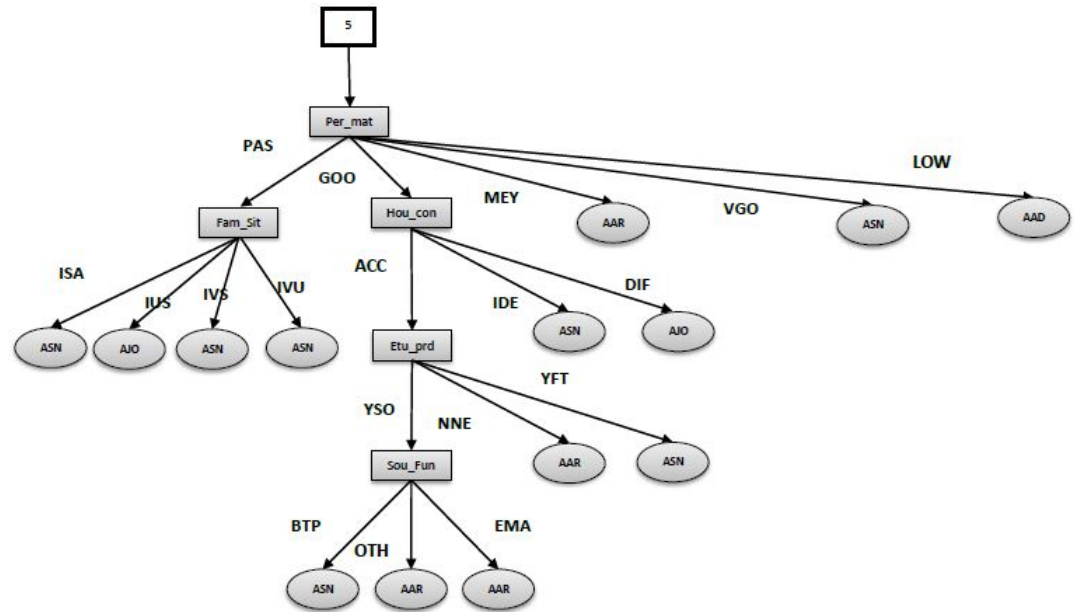 5
Per_mat
PAS
GOO
MEY
VGO
LOW
Fam_Sit
Hou_con
AAR
ASN
AAD
ISA
IUS
IVS
IVU
ACC
IDE
DIF
ASN
AJO
ASN
ASN
Etu_prd
ASN
AJO
YSO
NNE
YFT
Sou_Fun
AAR
ASN
BTP
OTH
EMA
ASN
AAR
AAR